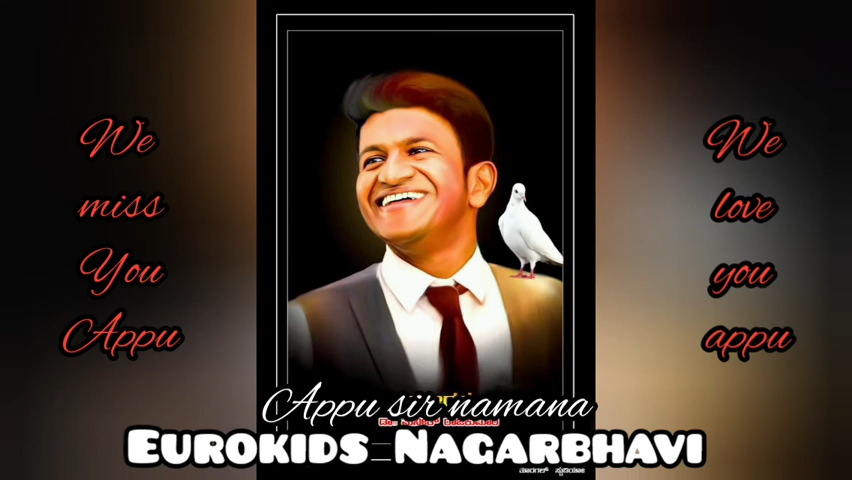 We
miss
You
Appu
We
love
you
appu
Appu sir namana
EUROKIDS NAGARBHAVI